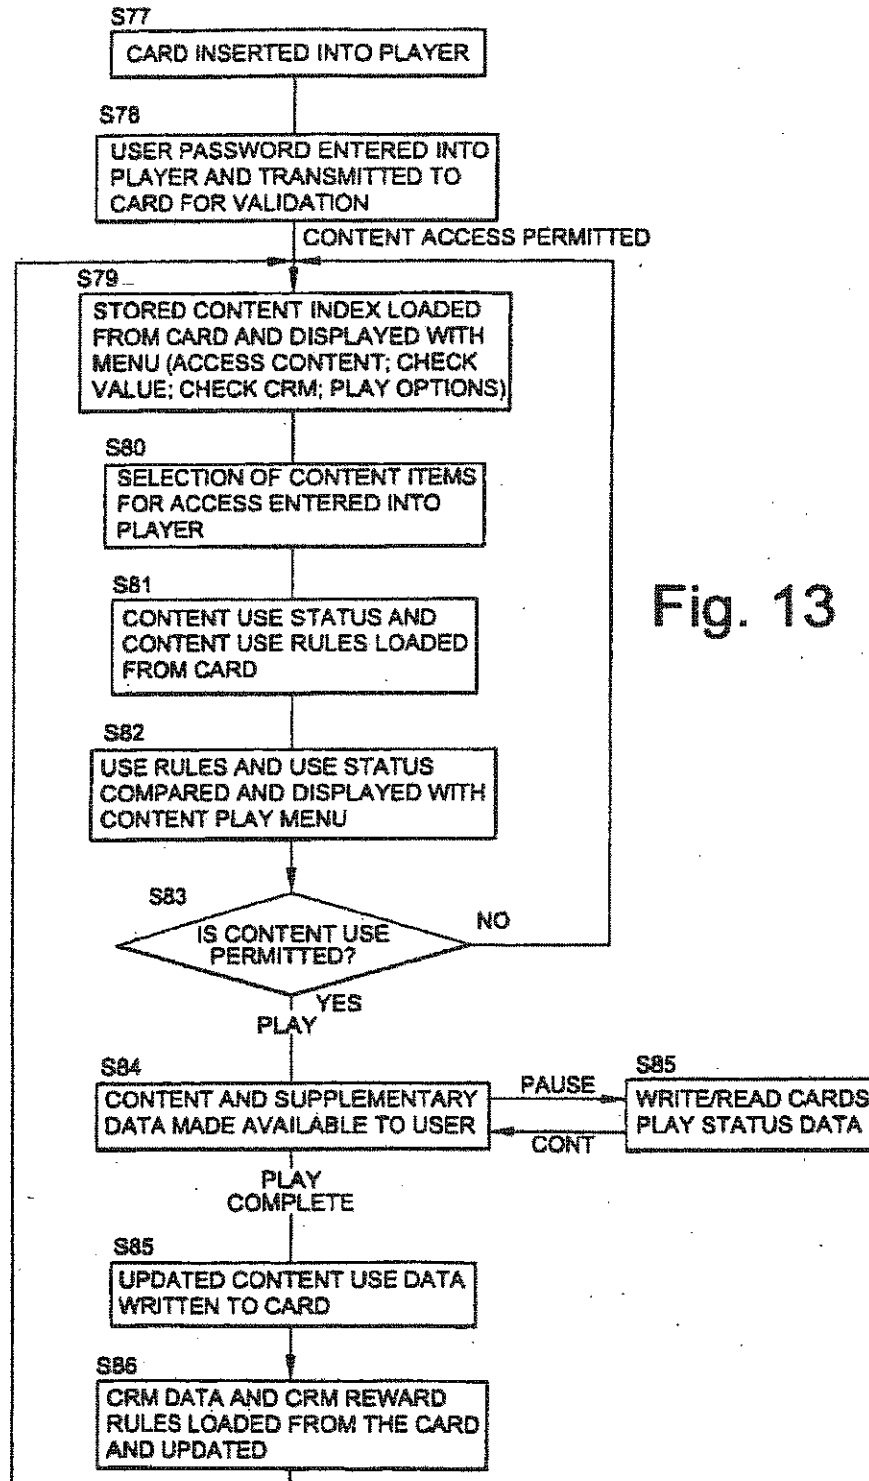 S77
CARD INSERTED INTO PLAYER
S78
USER PASSWORD ENTERED INTO
PLAYER AND TRANSMITTED TO
CARD FOR VALIDATION
CONTENT ACCESS PERMITTED
S79
STORED CONTENT INDEX LOADED
FROM CARD AND DISPLAYED WITH
MENU (ACCESS CONTENT; CHECK
VALUE; CHECK CRM; PLAY OPTIONS)
S80
SELECTION OF CONTENT ITEMS
FOR ACCESS ENTERED INTO
PLAYER
S81
CONTENT USE STATUS AND
CONTENT USE RULES LOADED
FROM CARD
Fig. 13
S82
USE RULES AND USE STATUS
COMPARED AND DISPLAYED WITH
CONTENT PLAY MENU
S83
IS CONTENT USE
PERMITTED?
NO
YES
PLAY
S84
CONTENT AND SUPPLEMENTARY
DATA MADE AVAILABLE TO USER
PAUSE
CONT
S85
WRITE/READ CARDS
PLAY STATUS DATA
PLAY
COMPLETE
S85
UPDATED CONTENT USE DATA
WRITTEN TO CARD
S86
CRM DATA AND CRM REWARD
RULES LOADED FROM THE CARD
AND UPDATED